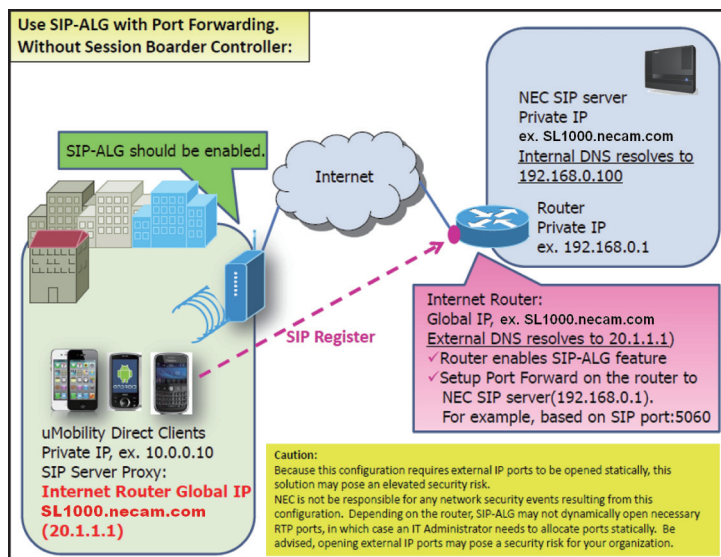 Use SIP-ALG with Port Forwarding.
Without Session Boarder Controller:
NEC SIP server
Private IP
ex. SL1000.necam.com
Internal DNS resolves to
192.168.0.100
SIP-ALG should be enabled.
Internet
Router
Private IP
ex. 192.168.0.1
SIP Register
Internet Router:
Global IP, ex. SL1000.necam.com
External DNS resolves to 20.1.1.1)
✓Router enables SIP-ALG feature
✓Setup Port Forward on the router to
NEC SIP server(192.168.0.1).
For example, based on SIP port:5060
uMobility Direct Clients
Private IP, ex. 10.0.0.10
SIP Server Proxy:
Internet Router Global IP
SL1000.necam.com
(20.1.1.1)
Caution:
Because this configuration requires external IP ports to be opened statically, this
solution may pose an elevated security risk.
NEC is not be responsible for any network security events resulting from this
configuration. Depending on the router, SIP-ALG may not dynamically open necessary
RTP ports, in which case an IT Administrator needs to allocate ports statically. Be
advised, opening external IP ports may pose a security risk for your organization.